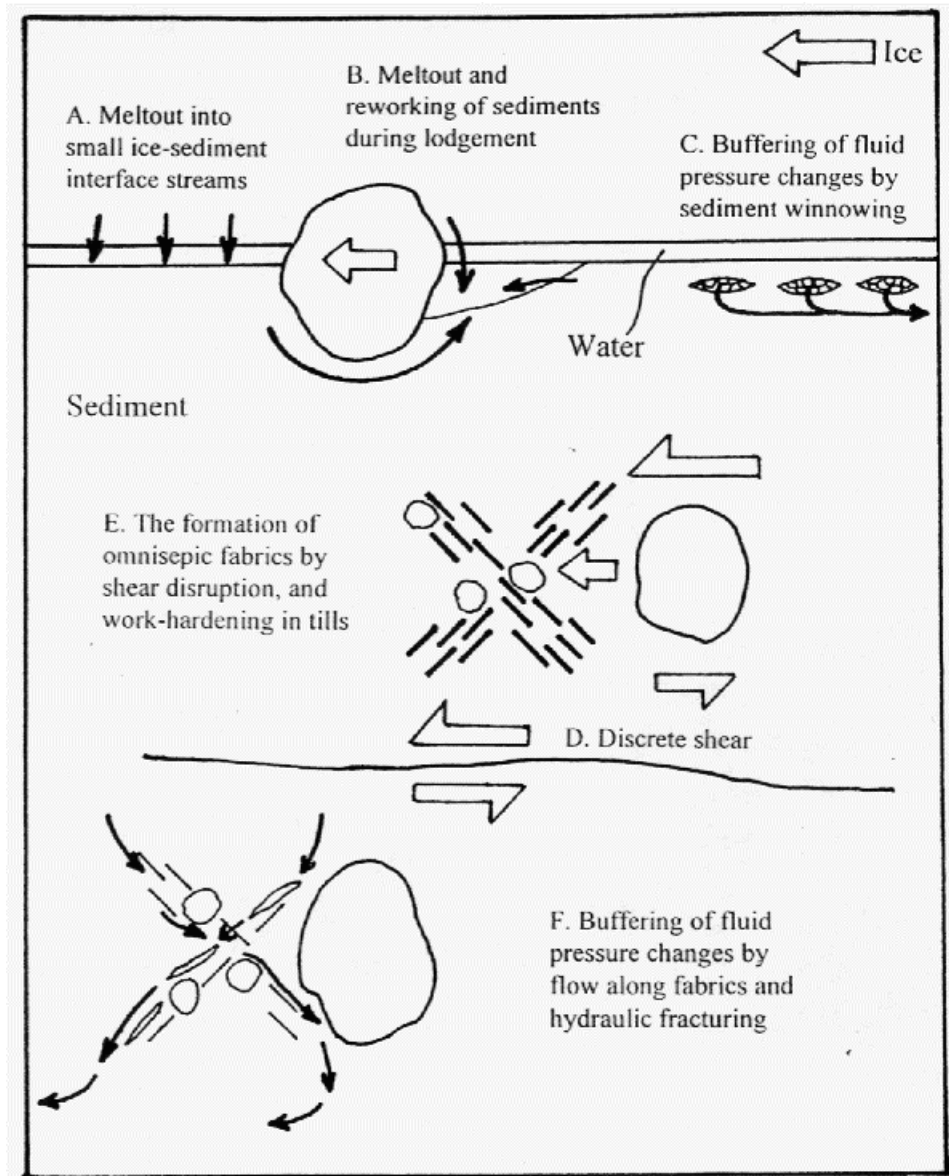 Ice
A. Meltout into
small ice-sediment
interface streams
B. Meltout and
reworking of sediments
during lodgement
C. Buffering of fluid
pressure changes by
sediment winnowing
Water
Sediment
E. The formation of
omnisepic fabrics by
shear disruption, and
work-hardening in tills
D. Discrete shear
F. Buffering of fluid
pressure changes by
flow along fabrics and
hydraulic fracturing